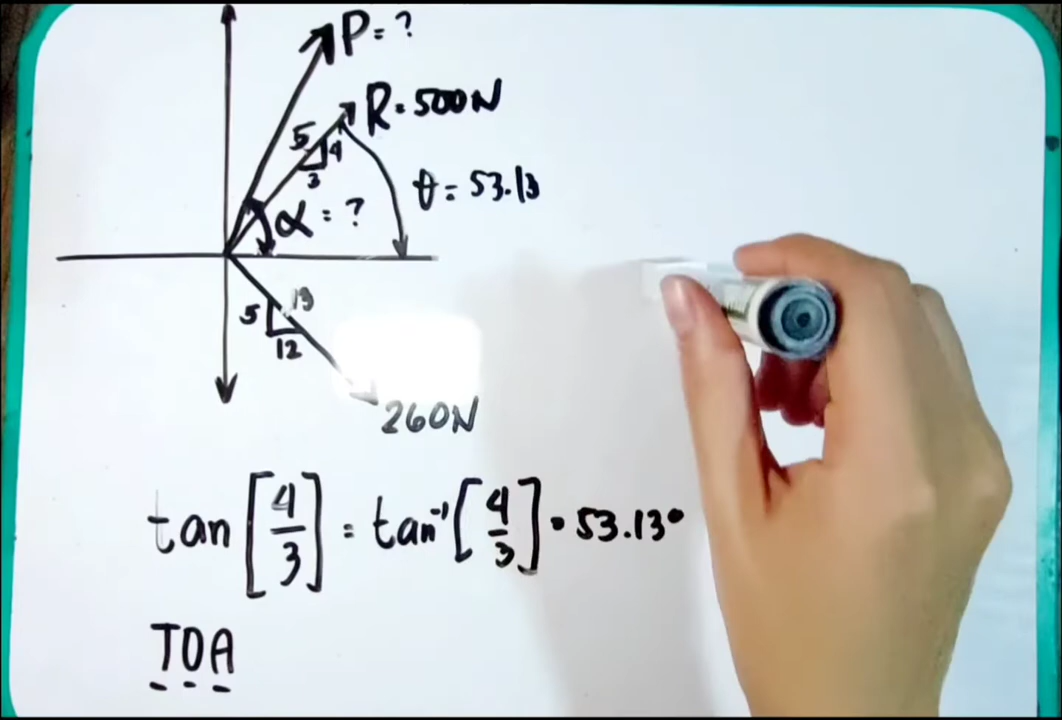 P = ?
R = 500N
5
4
3
θ = 53.13
α = ?
5
13
12
260N
tan [4/3] = tan⁻¹ [4/3] = 53.13°
TOA